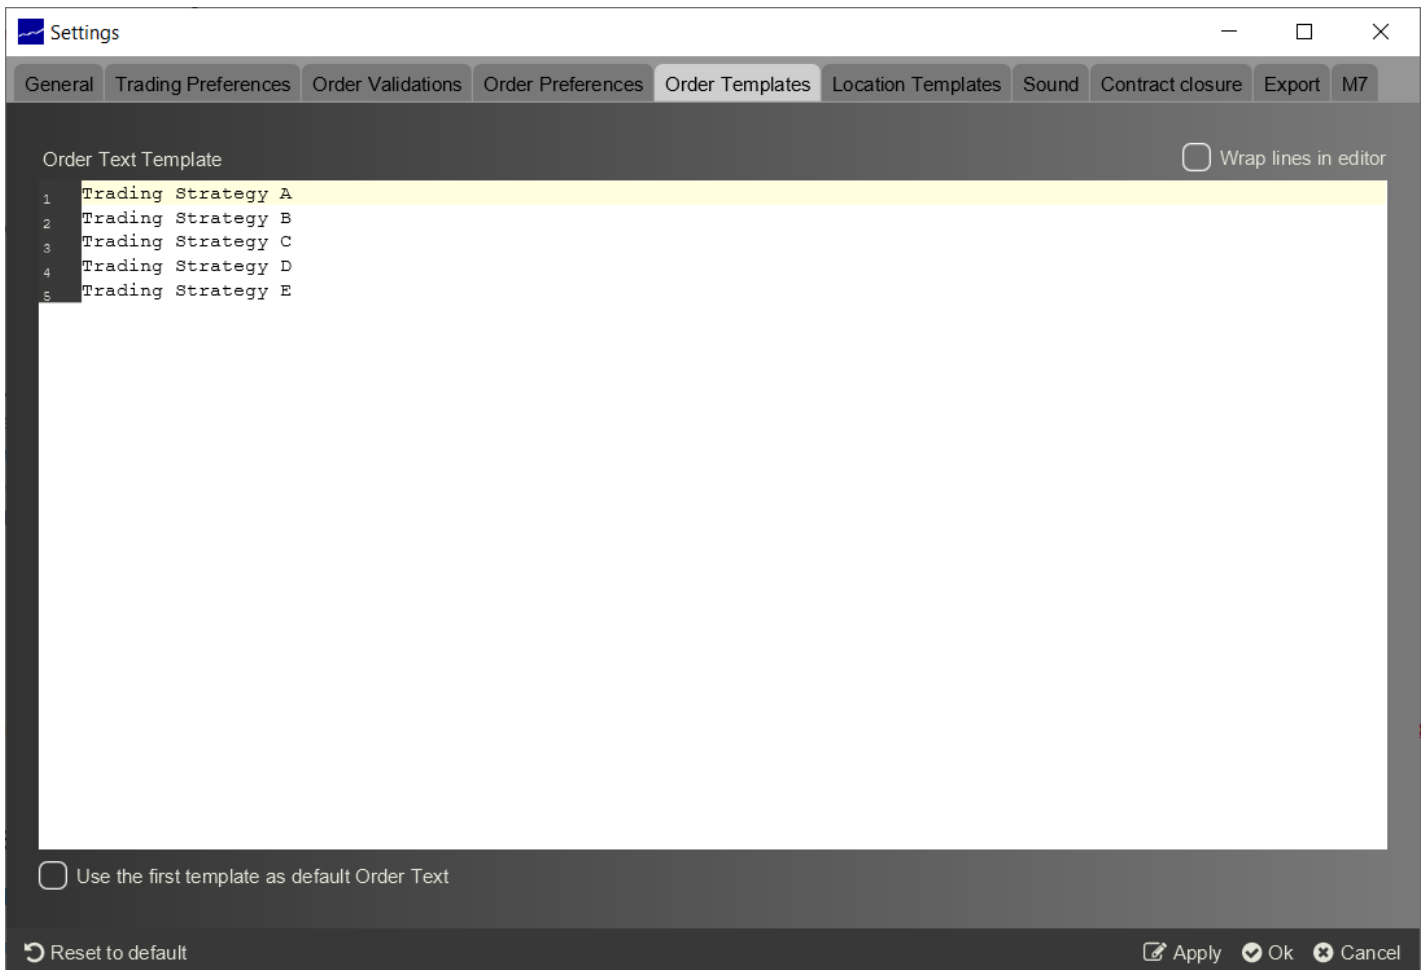 Settings
General Trading Preferences Order Validations Order Preferences Order Templates Location Templates Sound Contract closure Export M7
Order Text Template Wrap lines in editor
1 Trading Strategy A
2 Trading Strategy B
3 Trading Strategy C
4 Trading Strategy D
5 Trading Strategy E
Use the first template as default Order Text
Reset to default Apply Ok Cancel